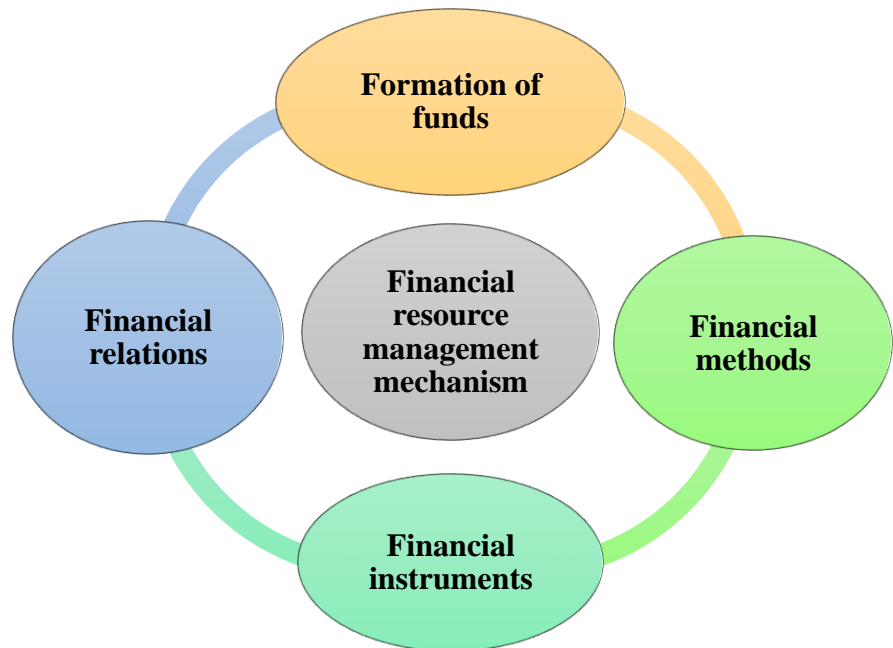 Formation of
funds
Financial
relations
Financial
resource
management
mechanism
Financial
methods
Financial
instruments